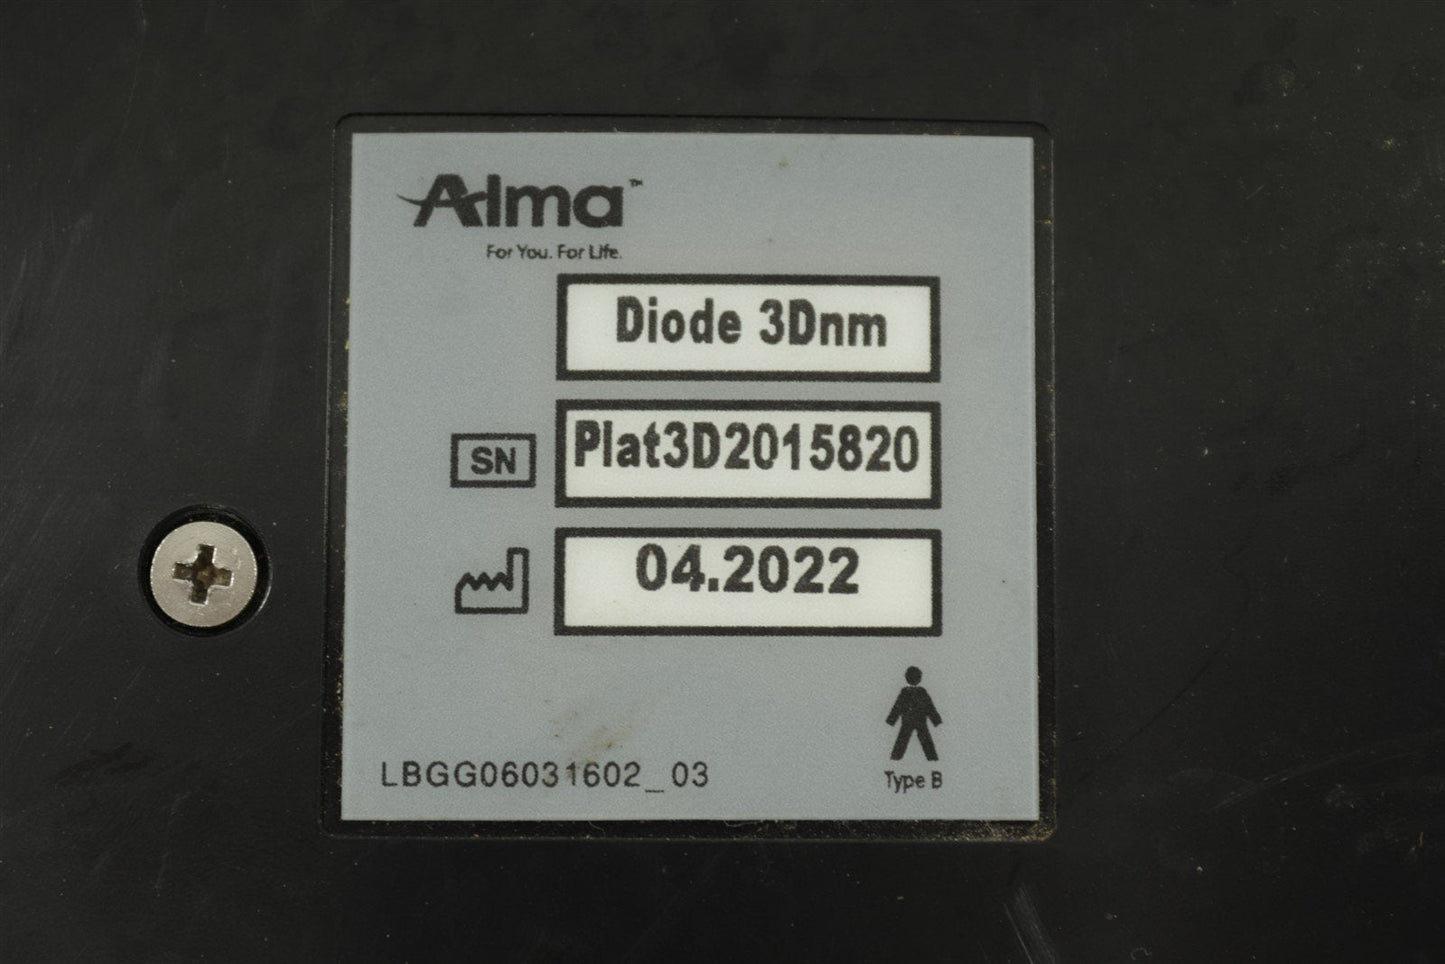 Alma™
For You. For Life.
Diode 3Dnm
SN Plat3D2015820
04.2022
Type B
LBGG06031602_03